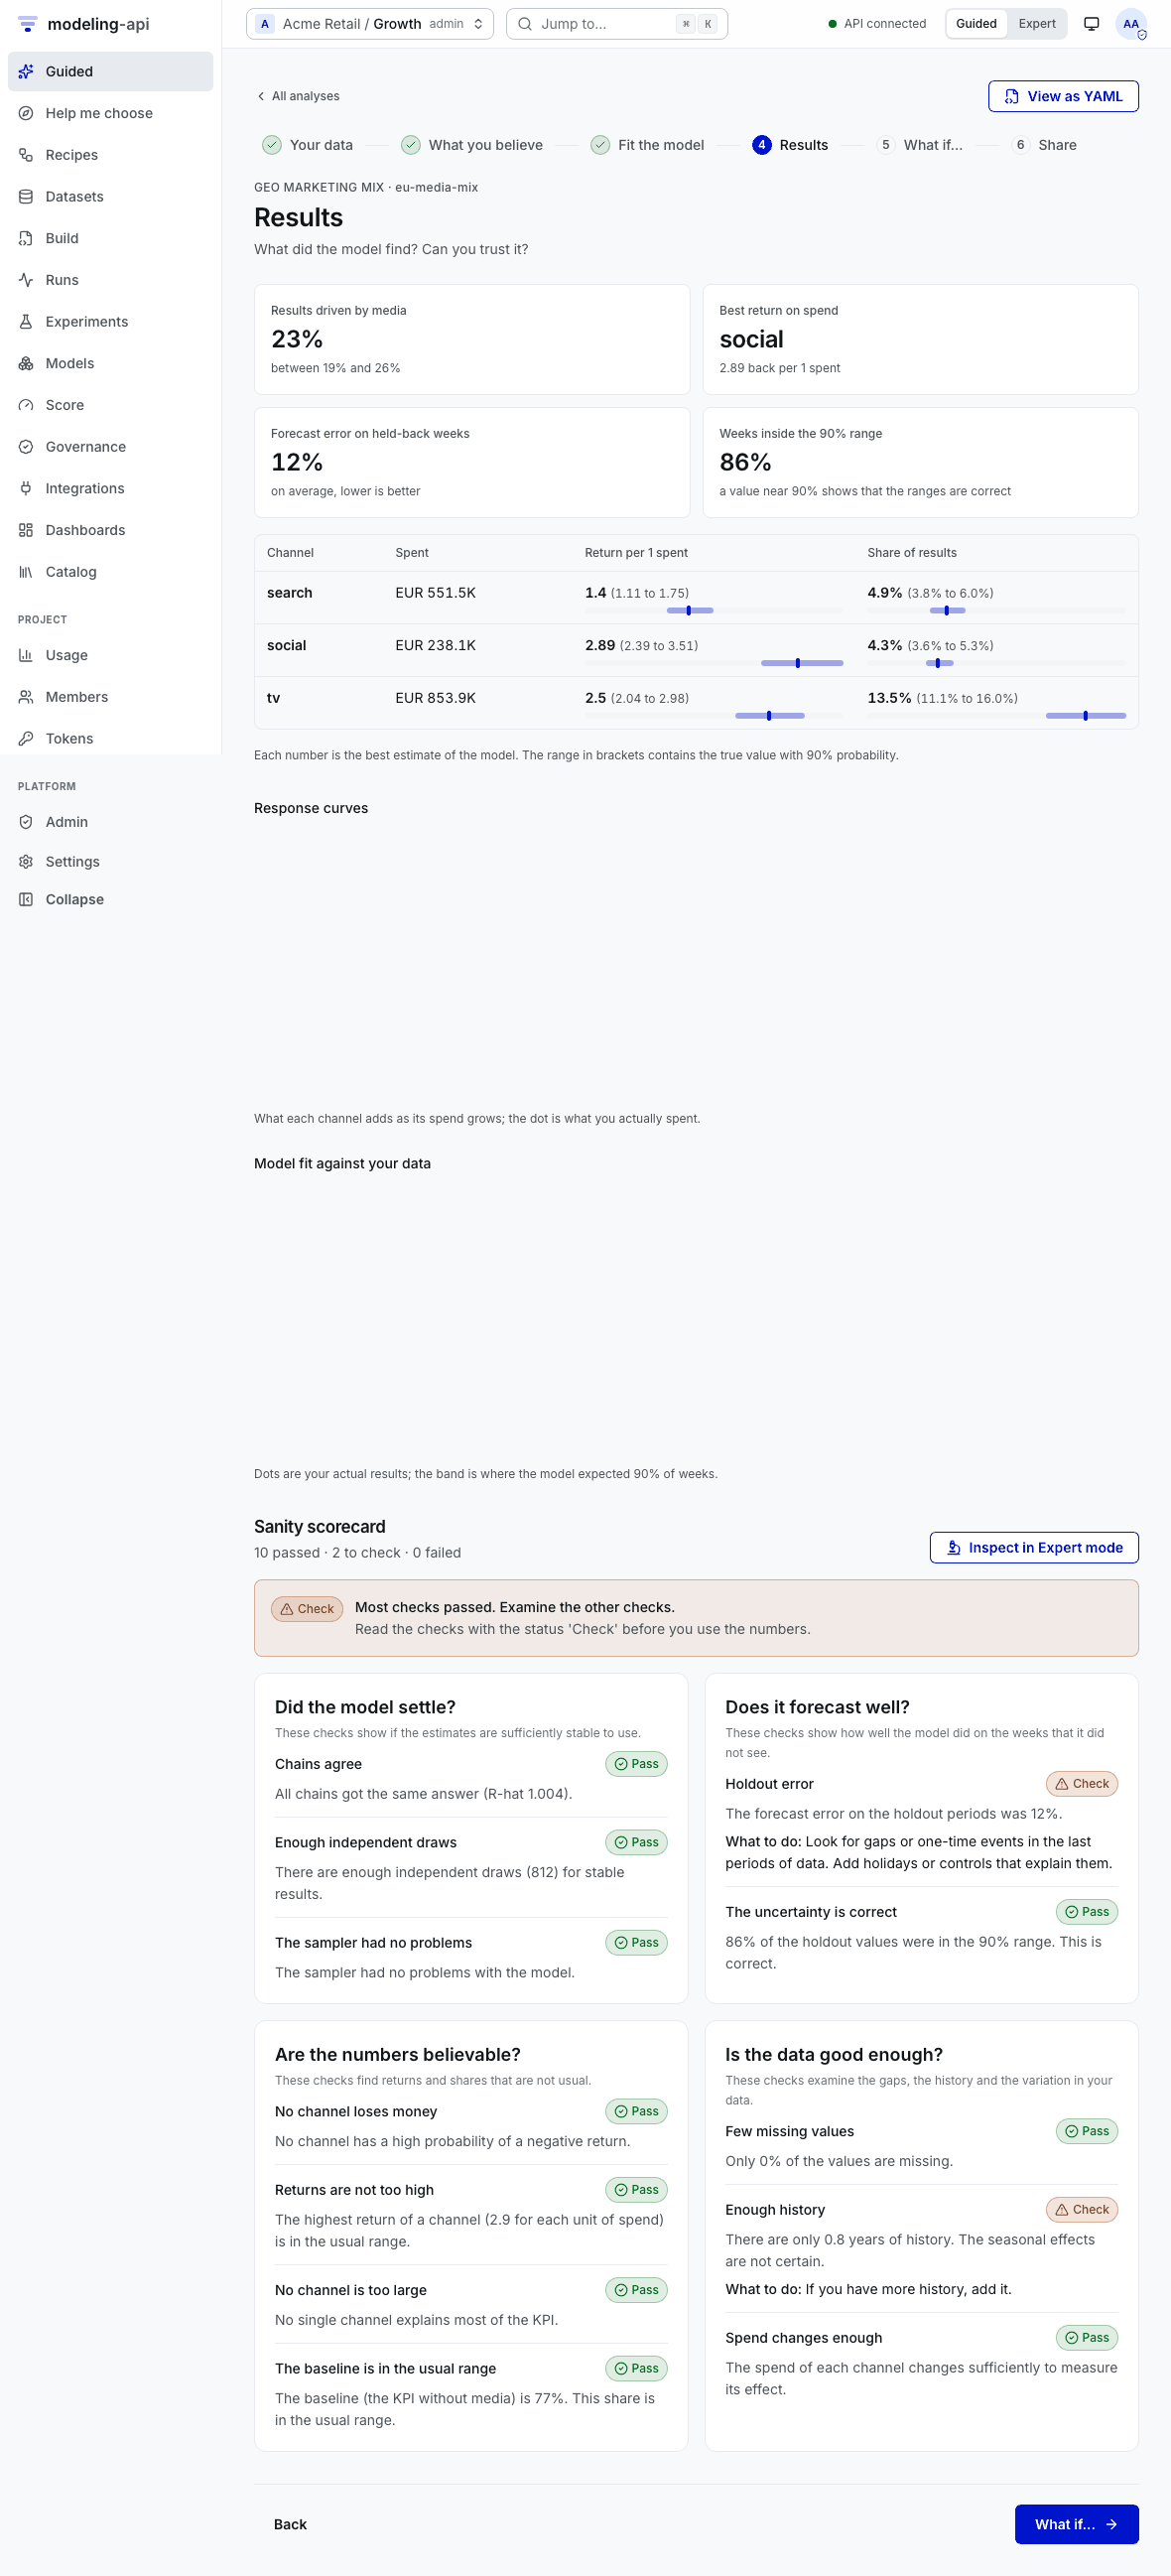 modeling-api
A Acme Retail / Growth admin
Jump to... ⌘ K
API connected
Guided Expert
AA
Guided
Help me choose
Recipes
Datasets
Build
Runs
Experiments
Models
Score
Governance
Integrations
Dashboards
Catalog
PROJECT
Usage
Members
Tokens
PLATFORM
Admin
Settings
Collapse
All analyses
View as YAML
Your data
What you believe
Fit the model
4 Results
5 What if...
6 Share
GEO MARKETING MIX · eu-media-mix
Results
What did the model find? Can you trust it?
Results driven by media
23%
between 19% and 26%
Best return on spend
social
2.89 back per 1 spent
Forecast error on held-back weeks
12%
on average, lower is better
Weeks inside the 90% range
86%
a value near 90% shows that the ranges are correct
Channel Spent Return per 1 spent Share of results
search EUR 551.5K 1.4 (1.11 to 1.75) 4.9% (3.8% to 6.0%)
social EUR 238.1K 2.89 (2.39 to 3.51) 4.3% (3.6% to 5.3%)
tv EUR 853.9K 2.5 (2.04 to 2.98) 13.5% (11.1% to 16.0%)
Each number is the best estimate of the model. The range in brackets contains the true value with 90% probability.
Response curves
What each channel adds as its spend grows; the dot is what you actually spent.
Model fit against your data
Dots are your actual results; the band is where the model expected 90% of weeks.
Sanity scorecard
10 passed · 2 to check · 0 failed
Inspect in Expert mode
Check
Most checks passed. Examine the other checks.
Read the checks with the status 'Check' before you use the numbers.
Did the model settle?
These checks show if the estimates are sufficiently stable to use.
Chains agree Pass
All chains got the same answer (R-hat 1.004).
Enough independent draws Pass
There are enough independent draws (812) for stable
results.
The sampler had no problems Pass
The sampler had no problems with the model.
Does it forecast well?
These checks show how well the model did on the weeks that it did
not see.
Holdout error Check
The forecast error on the holdout periods was 12%.
What to do: Look for gaps or one-time events in the last
periods of data. Add holidays or controls that explain them.
The uncertainty is correct Pass
86% of the holdout values were in the 90% range. This is
correct.
Are the numbers believable?
These checks find returns and shares that are not usual.
No channel loses money Pass
No channel has a high probability of a negative return.
Returns are not too high Pass
The highest return of a channel (2.9 for each unit of spend)
is in the usual range.
No channel is too large Pass
No single channel explains most of the KPI.
The baseline is in the usual range Pass
The baseline (the KPI without media) is 77%. This share is
in the usual range.
Is the data good enough?
These checks examine the gaps, the history and the variation in your
data.
Few missing values Pass
Only 0% of the values are missing.
Enough history Check
There are only 0.8 years of history. The seasonal effects
are not certain.
What to do: If you have more history, add it.
Spend changes enough Pass
The spend of each channel changes sufficiently to measure
its effect.
Back
What if...